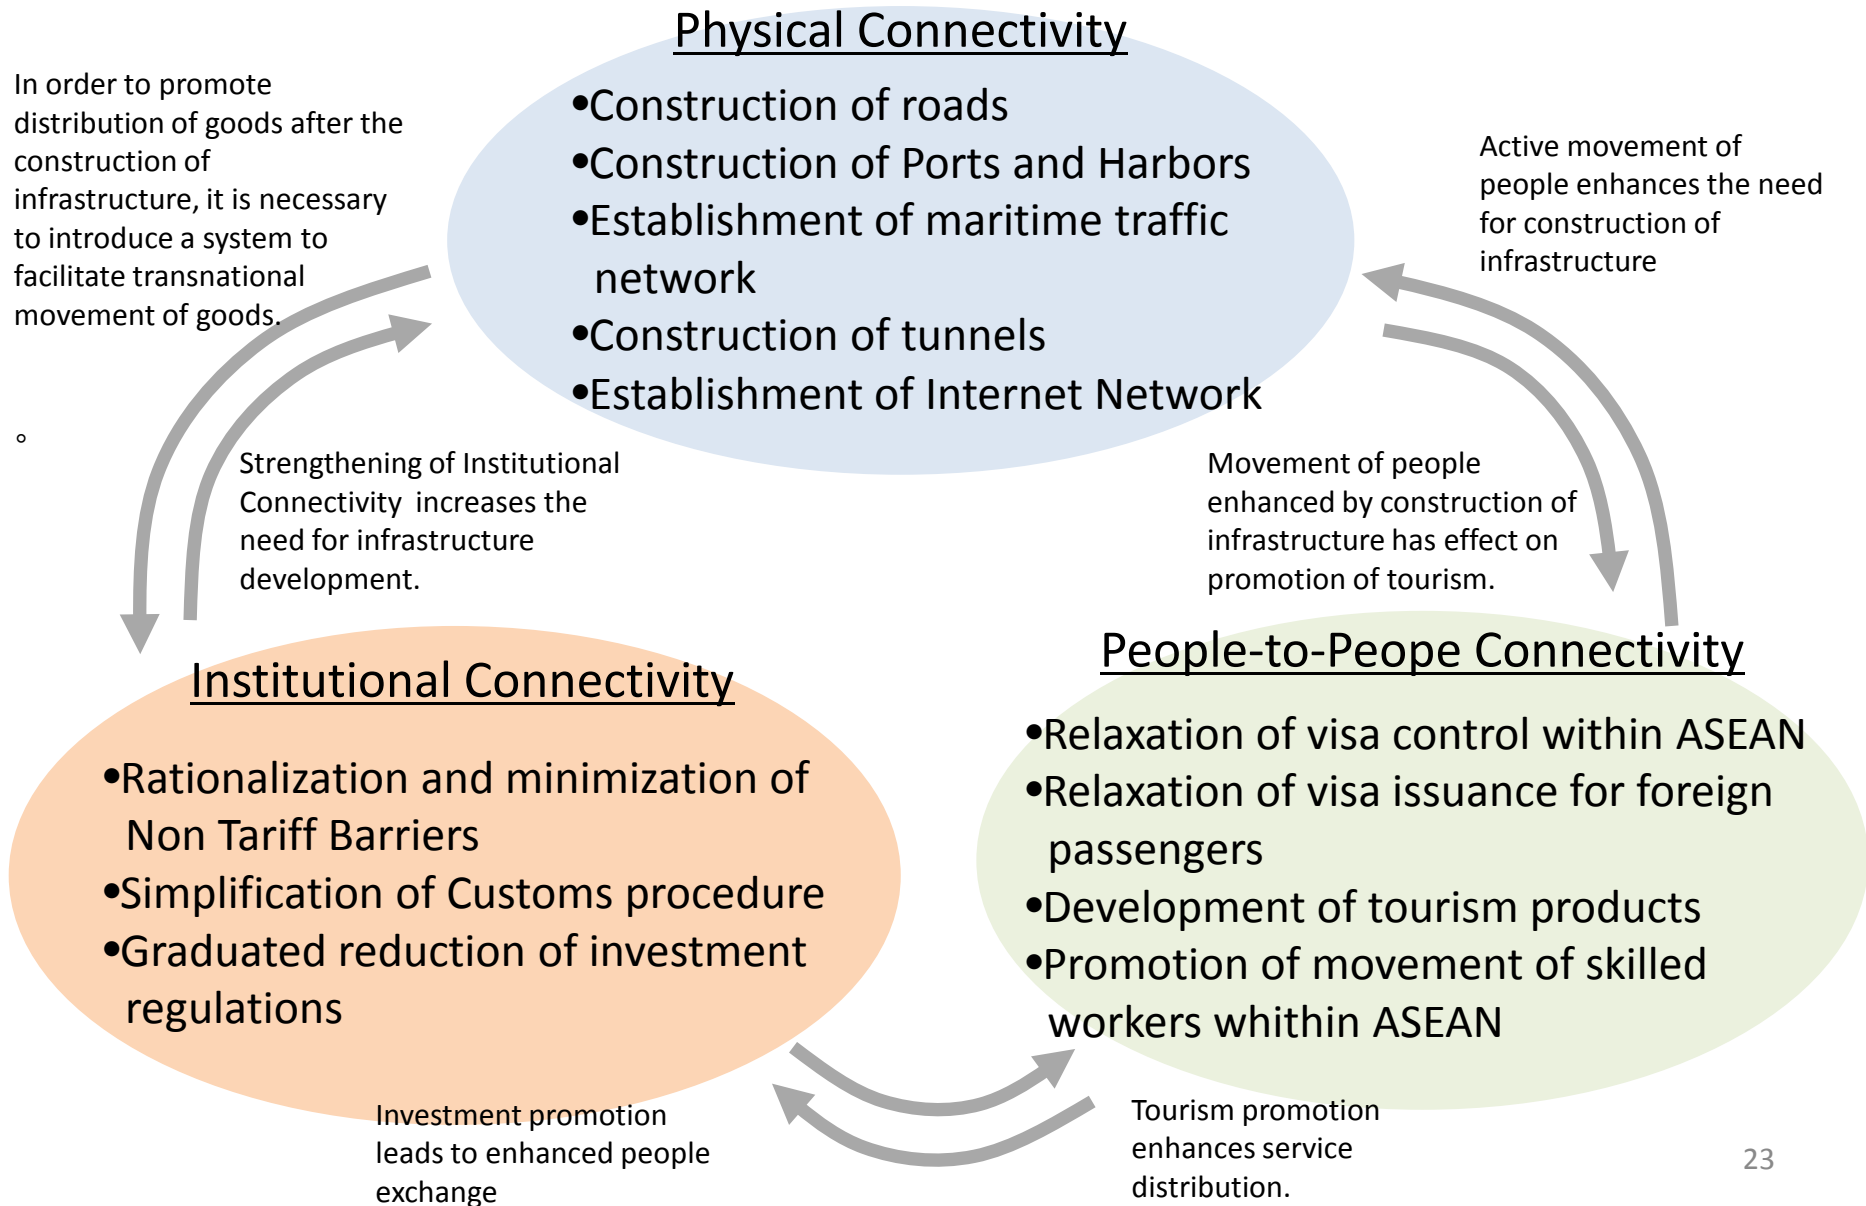 Physical Connectivity
•Construction of roads
•Construction of Ports and Harbors
•Establishment of maritime traffic
network
•Construction of tunnels
•Establishment of Internet Network
In order to promote
distribution of goods after the
construction of
infrastructure, it is necessary
to introduce a system to
facilitate transnational
movement of goods.
。
Active movement of
people enhances the need
for construction of
infrastructure
Strengthening of Institutional
Connectivity increases the
need for infrastructure
development.
Movement of people
enhanced by construction of
infrastructure has effect on
promotion of tourism.
Institutional Connectivity
•Rationalization and minimization of
Non Tariff Barriers
•Simplification of Customs procedure
•Graduated reduction of investment
regulations
People-to-Peope Connectivity
•Relaxation of visa control within ASEAN
•Relaxation of visa issuance for foreign
passengers
•Development of tourism products
•Promotion of movement of skilled
workers whithin ASEAN
Investment promotion
leads to enhanced people
exchange
Tourism promotion
enhances service
distribution.
23